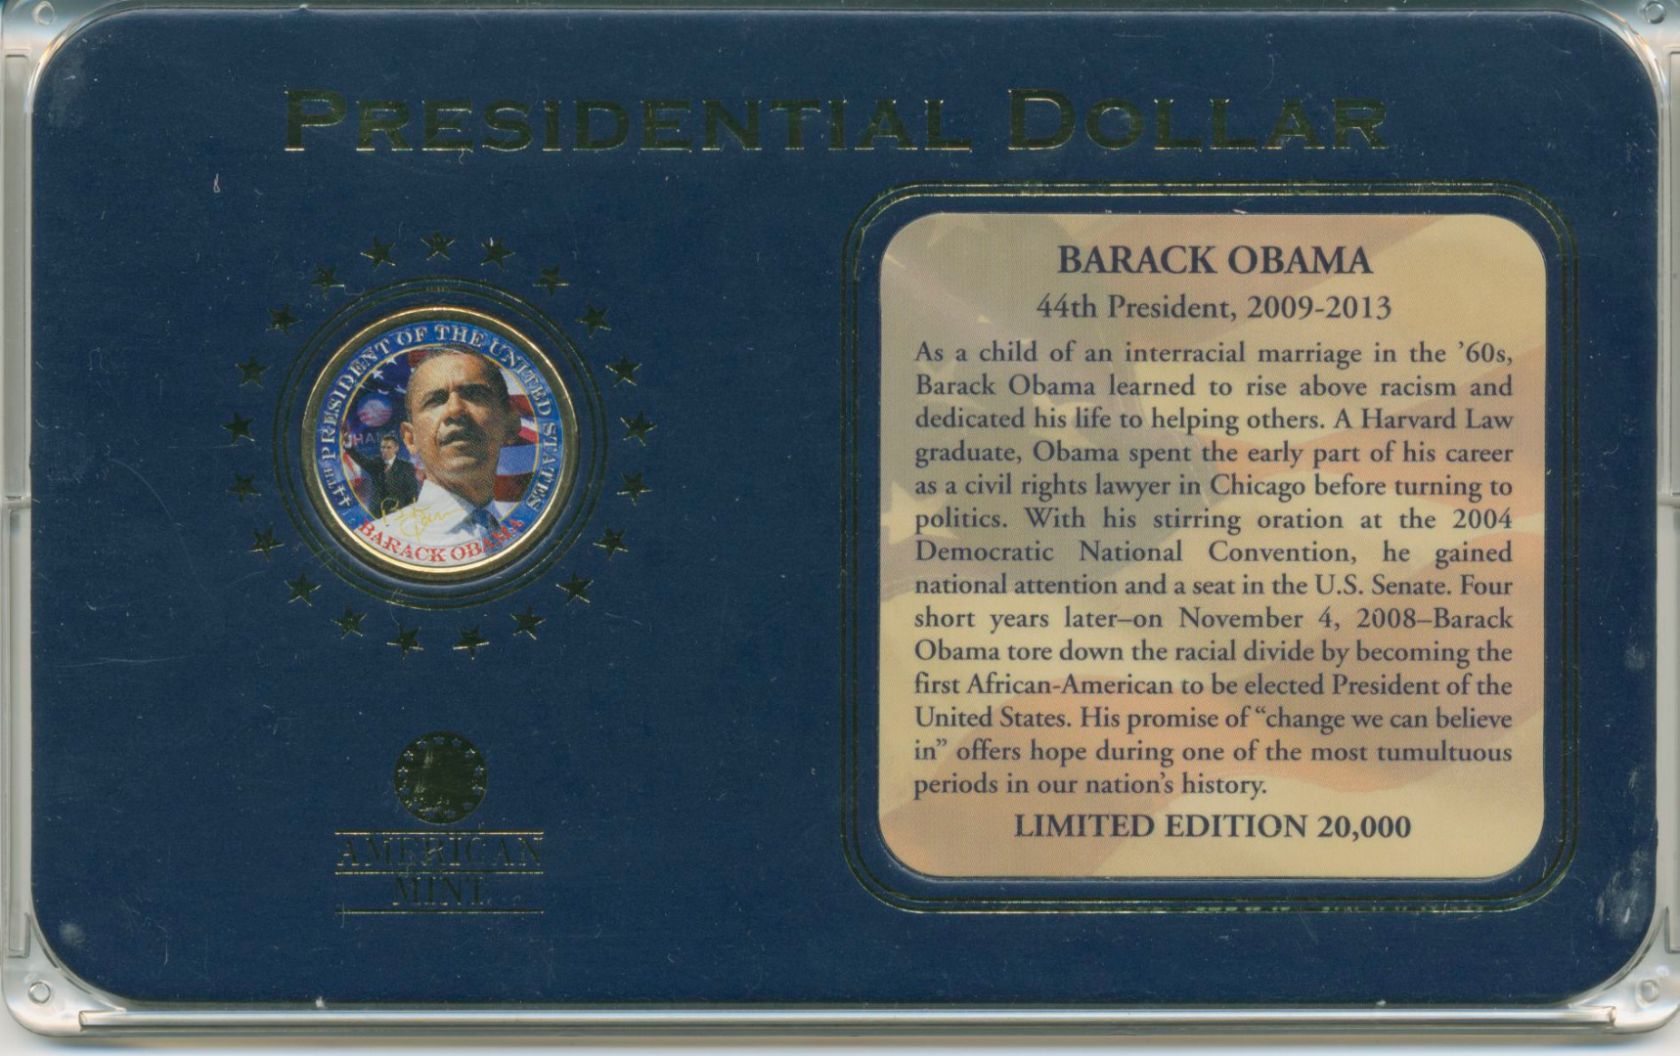 PRESIDENTIAL DOLLAR
44TH PRESIDENT OF THE UNITED STATES
BARACK OBAMA
AMERICAN
MINT
BARACK OBAMA
44th President, 2009-2013
As a child of an interracial marriage in the ’60s,
Barack Obama learned to rise above racism and
dedicated his life to helping others. A Harvard Law
graduate, Obama spent the early part of his career
as a civil rights lawyer in Chicago before turning to
politics. With his stirring oration at the 2004
Democratic National Convention, he gained
national attention and a seat in the U.S. Senate. Four
short years later–on November 4, 2008–Barack
Obama tore down the racial divide by becoming the
first African-American to be elected President of the
United States. His promise of “change we can believe
in” offers hope during one of the most tumultuous
periods in our nation’s history.
LIMITED EDITION 20,000